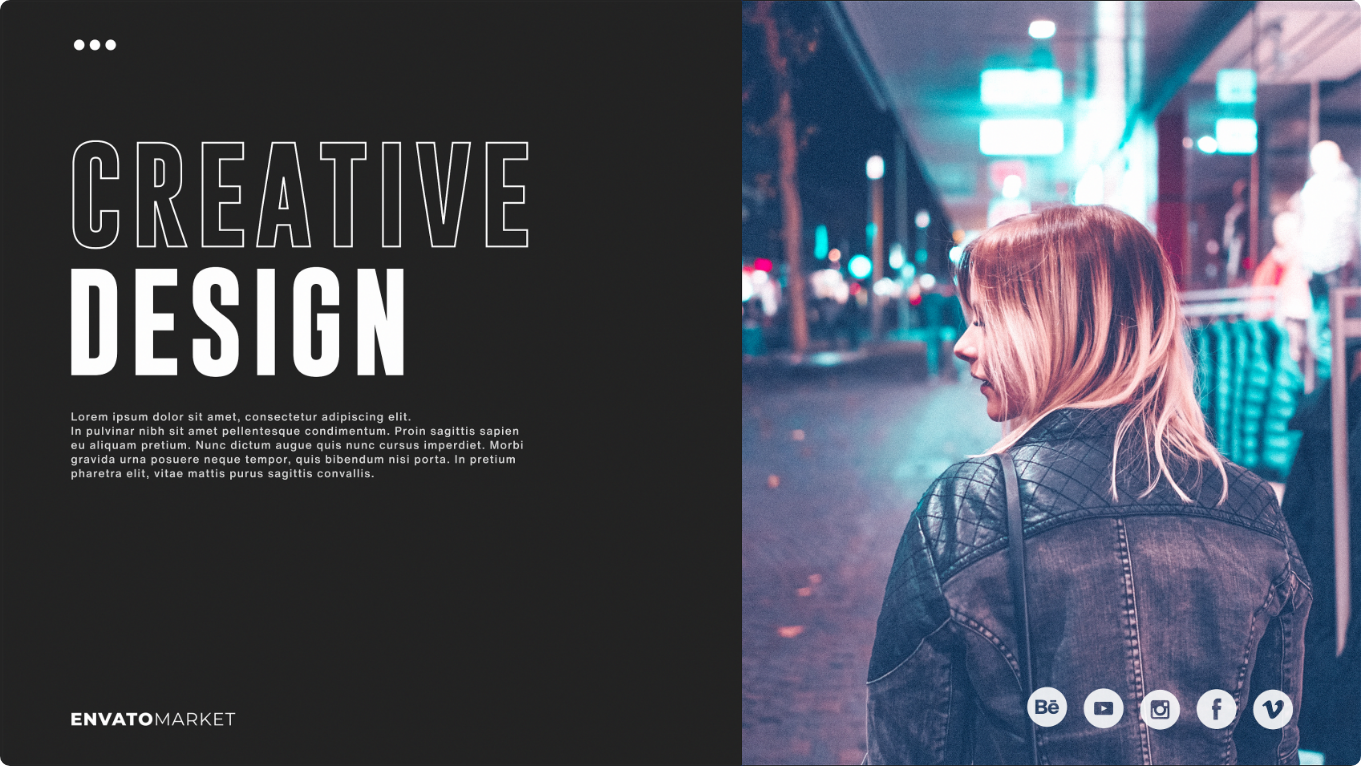 CREATIVE
DESIGN
Lorem ipsum dolor sit amet, consectetur adipiscing elit.
In pulvinar nibh sit amet pellentesque condimentum. Proin sagittis sapien
eu aliquam pretium. Nunc dictum augue quis nunc cursus imperdiet. Morbi
gravida urna posuere neque tempor, quis bibendum nisi porta. In pretium
pharetra elit, vitae mattis purus sagittis convallis.
ENVATOMARKET
Bē